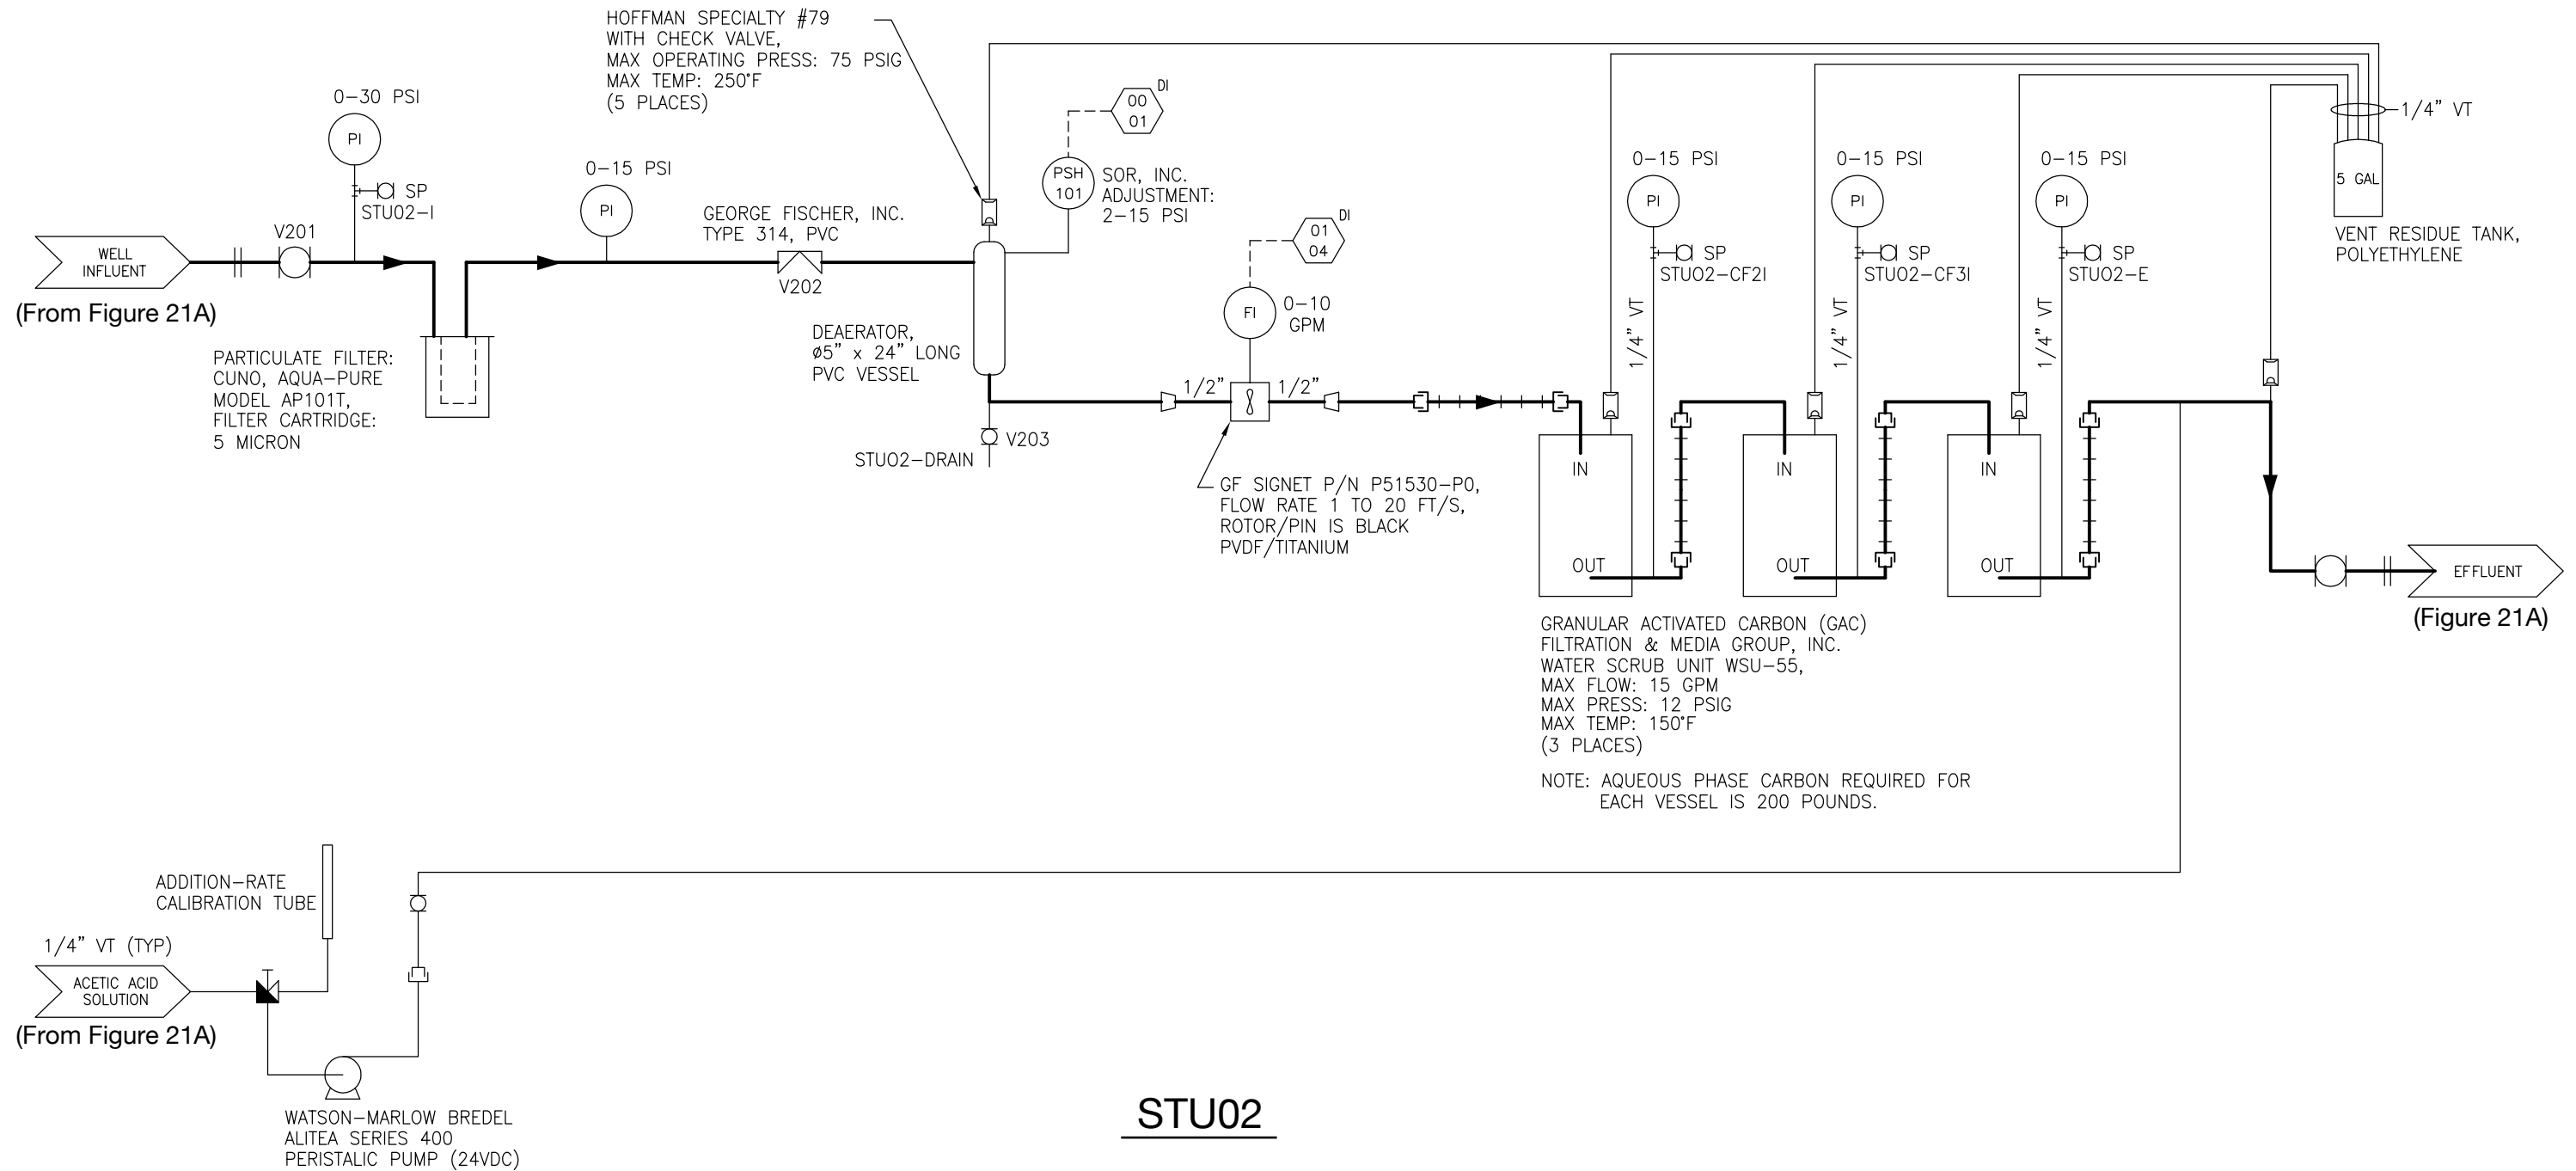 HOFFMAN SPECIALTY #79
WITH CHECK VALVE,
MAX OPERATING PRESS: 75 PSIG
MAX TEMP: 250°F
(5 PLACES)
0-30 PSI
PI
SP
STU02-I
V201
WELL
INFLUENT
(From Figure 21A)
PARTICULATE FILTER:
CUNO, AQUA-PURE
MODEL AP101T,
FILTER CARTRIDGE:
5 MICRON
0-15 PSI
PI
GEORGE FISCHER, INC.
TYPE 314, PVC
V202
DI
00
01
PSH
101
SOR, INC.
ADJUSTMENT:
2-15 PSI
DEAERATOR,
ø5" x 24" LONG
PVC VESSEL
V203
STU02-DRAIN
DI
01
04
FI
0-10
GPM
1/2"
1/2"
GF SIGNET P/N P51530-P0,
FLOW RATE 1 TO 20 FT/S,
ROTOR/PIN IS BLACK
PVDF/TITANIUM
0-15 PSI
PI
SP
STU02-CF2I
1/4" VT
IN
OUT
0-15 PSI
PI
SP
STU02-CF3I
1/4" VT
IN
OUT
0-15 PSI
PI
SP
STU02-E
1/4" VT
IN
OUT
1/4" VT
5 GAL
VENT RESIDUE TANK,
POLYETHYLENE
EFFLUENT
(Figure 21A)
GRANULAR ACTIVATED CARBON (GAC)
FILTRATION & MEDIA GROUP, INC.
WATER SCRUB UNIT WSU-55,
MAX FLOW: 15 GPM
MAX PRESS: 12 PSIG
MAX TEMP: 150°F
(3 PLACES)
NOTE: AQUEOUS PHASE CARBON REQUIRED FOR
EACH VESSEL IS 200 POUNDS.
ADDITION-RATE
CALIBRATION TUBE
1/4" VT (TYP)
ACETIC ACID
SOLUTION
(From Figure 21A)
WATSON-MARLOW BREDEL
ALITEA SERIES 400
PERISTALIC PUMP (24VDC)
STU02